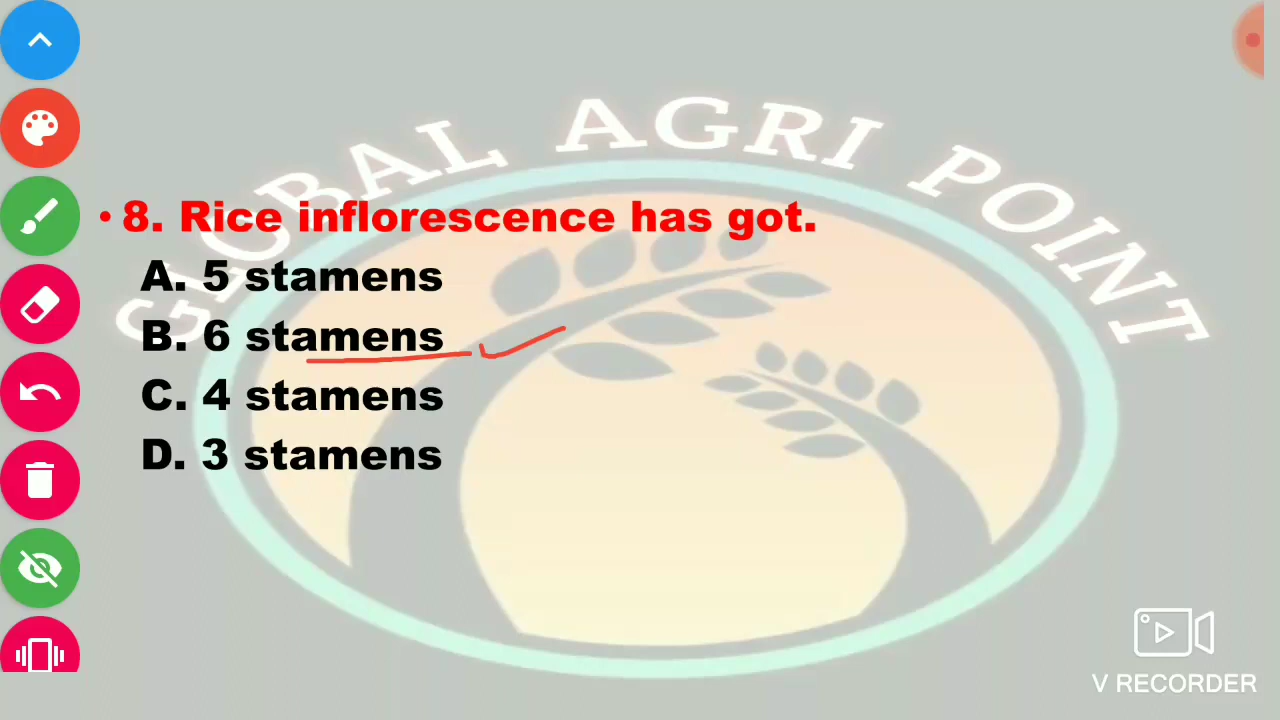 GLOBAL AGRI POINT
• 8. Rice inflorescence has got.
A. 5 stamens
B. 6 stamens
C. 4 stamens
D. 3 stamens
V RECORDER